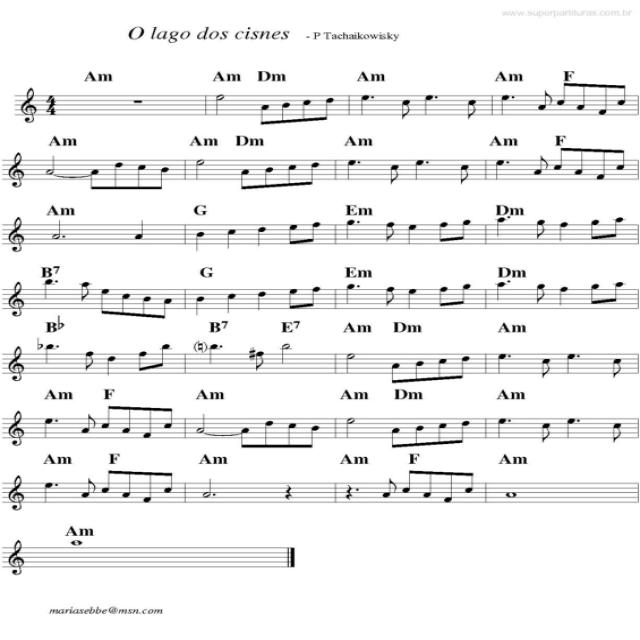 www.superpartituras.com.br
O lago dos cisnes - P Tachaikowisky
Am Am Dm Am Am F
4
4
Am Am Dm Am Am F
Am G Em Dm
B7 G Em Dm
B♭ B7 E7 Am Dm Am
Am F Am Am Dm Am
Am F Am Am F Am
Am
mariasebbe@msn.com